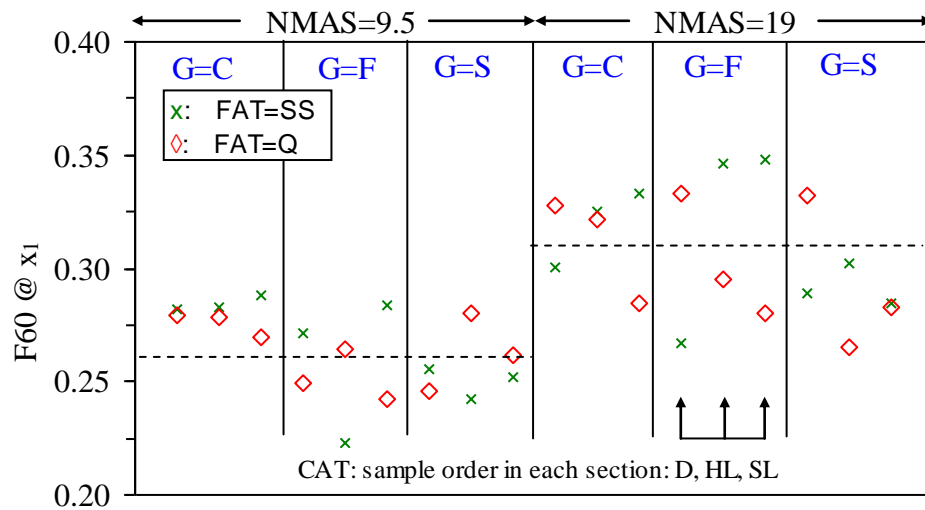 NMAS=9.5 NMAS=19
0.40
G=C G=F G=S G=C G=F G=S
x: FAT=SS
◇: FAT=Q
0.35
0.30
0.25
0.20
F60 @ x₁
CAT: sample order in each section: D, HL, SL